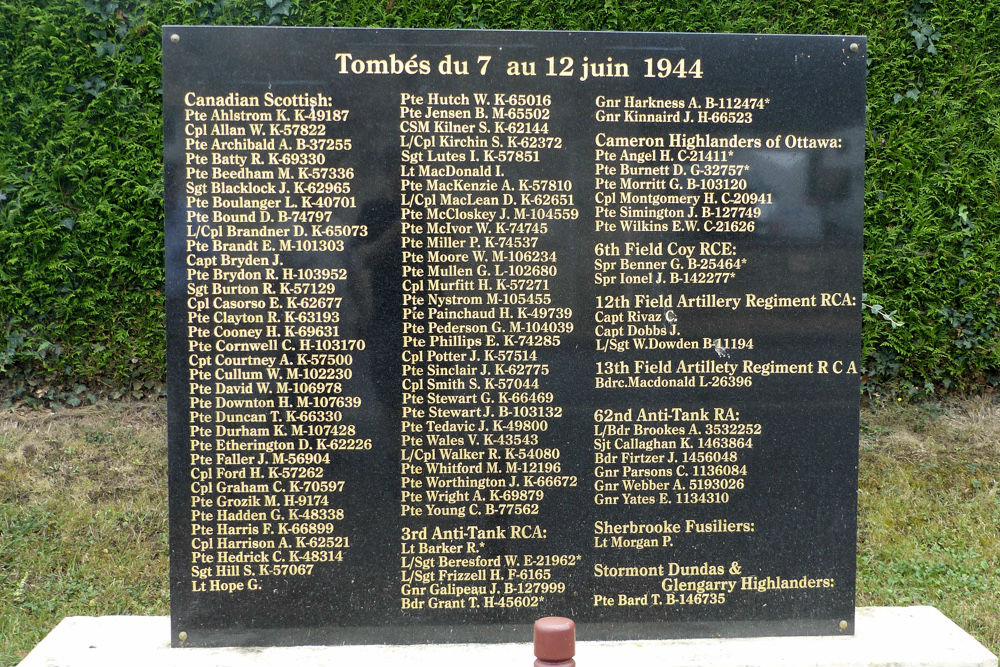 Tombés du 7 au 12 juin 1944
Canadian Scottish:
Pte Ahlstrom K. K-49187
Cpl Allan W. K-57822
Pte Archibald A. B-37255
Pte Batty R. K-69330
Pte Beedham M. K-57336
Sgt Blacklock J. K-62965
Pte Boulanger L. K-40701
Pte Bound D. B-74797
L/Cpl Brandner D. K-65073
Pte Brandt E. M-101303
Capt Bryden J.
Pte Brydon R. H-103952
Sgt Burton R. K-57129
Cpl Casorso E. K-62677
Pte Clayton R. K-63193
Pte Cooney H. K-69631
Pte Cornwell C. H-103170
Cpt Courtney A. K-57500
Pte Cullum W. M-102230
Pte David W. M-106978
Pte Downton H. M-107639
Pte Duncan T. K-66330
Pte Durham K. M-107428
Pte Etherington D. K-62226
Pte Faller J. M-56904
Cpl Ford H. K-57262
Cpl Graham C. K-70597
Pte Grozik M. H-9174
Pte Hadden G. K-48338
Pte Harris F. K-66899
Cpl Harrison A. K-62521
Pte Hedrick C. K-48314
Sgt Hill S. K-57067
Lt Hope G.
Pte Hutch W. K-65016
Pte Jensen B. M-65502
CSM Kilner S. K-62144
L/Cpl Kirchin S. K-62372
Sgt Lutes I. K-57851
Lt MacDonald I.
Pte MacKenzie A. K-57810
L/Cpl MacLean D. K-62651
Pte McCloskey J. M-104559
Pte McIvor W. K-74745
Pte Miller P. K-74537
Pte Moore W. M-106234
Pte Mullen G. L-102680
Cpl Murfitt H. K-57271
Pte Nystrom M-105455
Pte Painchaud H. K-49739
Pte Pederson G. M-104039
Pte Phillips E. K-74285
Cpl Potter J. K-57514
Pte Sinclair J. K-62775
Cpl Smith S. K-57044
Pte Stewart G. K-66469
Pte Stewart J. B-103132
Pte Tedavic J. K-49800
Pte Wales V. K-43543
L/Cpl Walker R. K-54080
Pte Whitford M. M-12196
Pte Worthington J. K-66672
Pte Wright A. K-69879
Pte Young C. B-77562
3rd Anti-Tank RCA:
Lt Barker R.*
L/Sgt Beresford W. E-21962*
L/Sgt Frizzell H. F-6165
Gnr Galipeau J. B-127999
Bdr Grant T. H-45602*
Gnr Harkness A. B-112474*
Gnr Kinnaird J. H-66523
Cameron Highlanders of Ottawa:
Pte Angel H. C-21411*
Pte Burnett D. G-32757*
Pte Morritt G. B-103120
Cpl Montgomery H. C-20941
Pte Simington J. B-127749
Pte Wilkins E.W. C-21626
6th Field Coy RCE:
Spr Benner G. B-25464*
Spr Ionel J. B-142277*
12th Field Artillery Regiment RCA:
Capt Rivaz C.
Capt Dobbs J.
L/Sgt W.Dowden B-11194
13th Field Artillety Regiment R C A
Bdrc.Macdonald L-26396
62nd Anti-Tank RA:
L/Bdr Brookes A. 3532252
Sjt Callaghan K. 1463864
Bdr Firtzer J. 1456048
Gnr Parsons C. 1136084
Gnr Webber A. 5193026
Gnr Yates E. 1134310
Sherbrooke Fusiliers:
Lt Morgan P.
Stormont Dundas &
Glengarry Highlanders:
Pte Bard T. B-146735